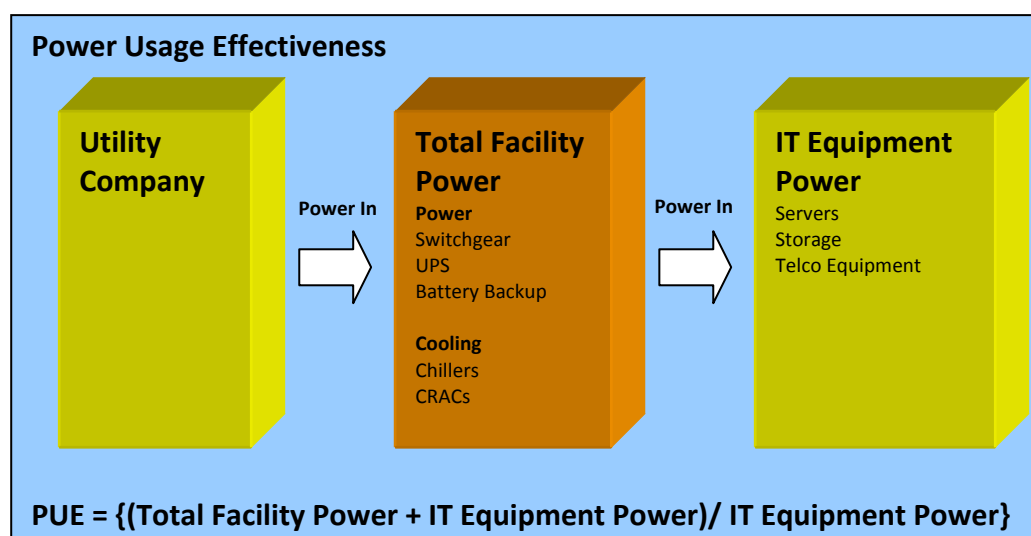 Power Usage Effectiveness
Utility
Company
Power In
Total Facility
Power
Power
Switchgear
UPS
Battery Backup
Cooling
Chillers
CRACs
Power In
IT Equipment
Power
Servers
Storage
Telco Equipment
PUE = {(Total Facility Power + IT Equipment Power)/ IT Equipment Power}